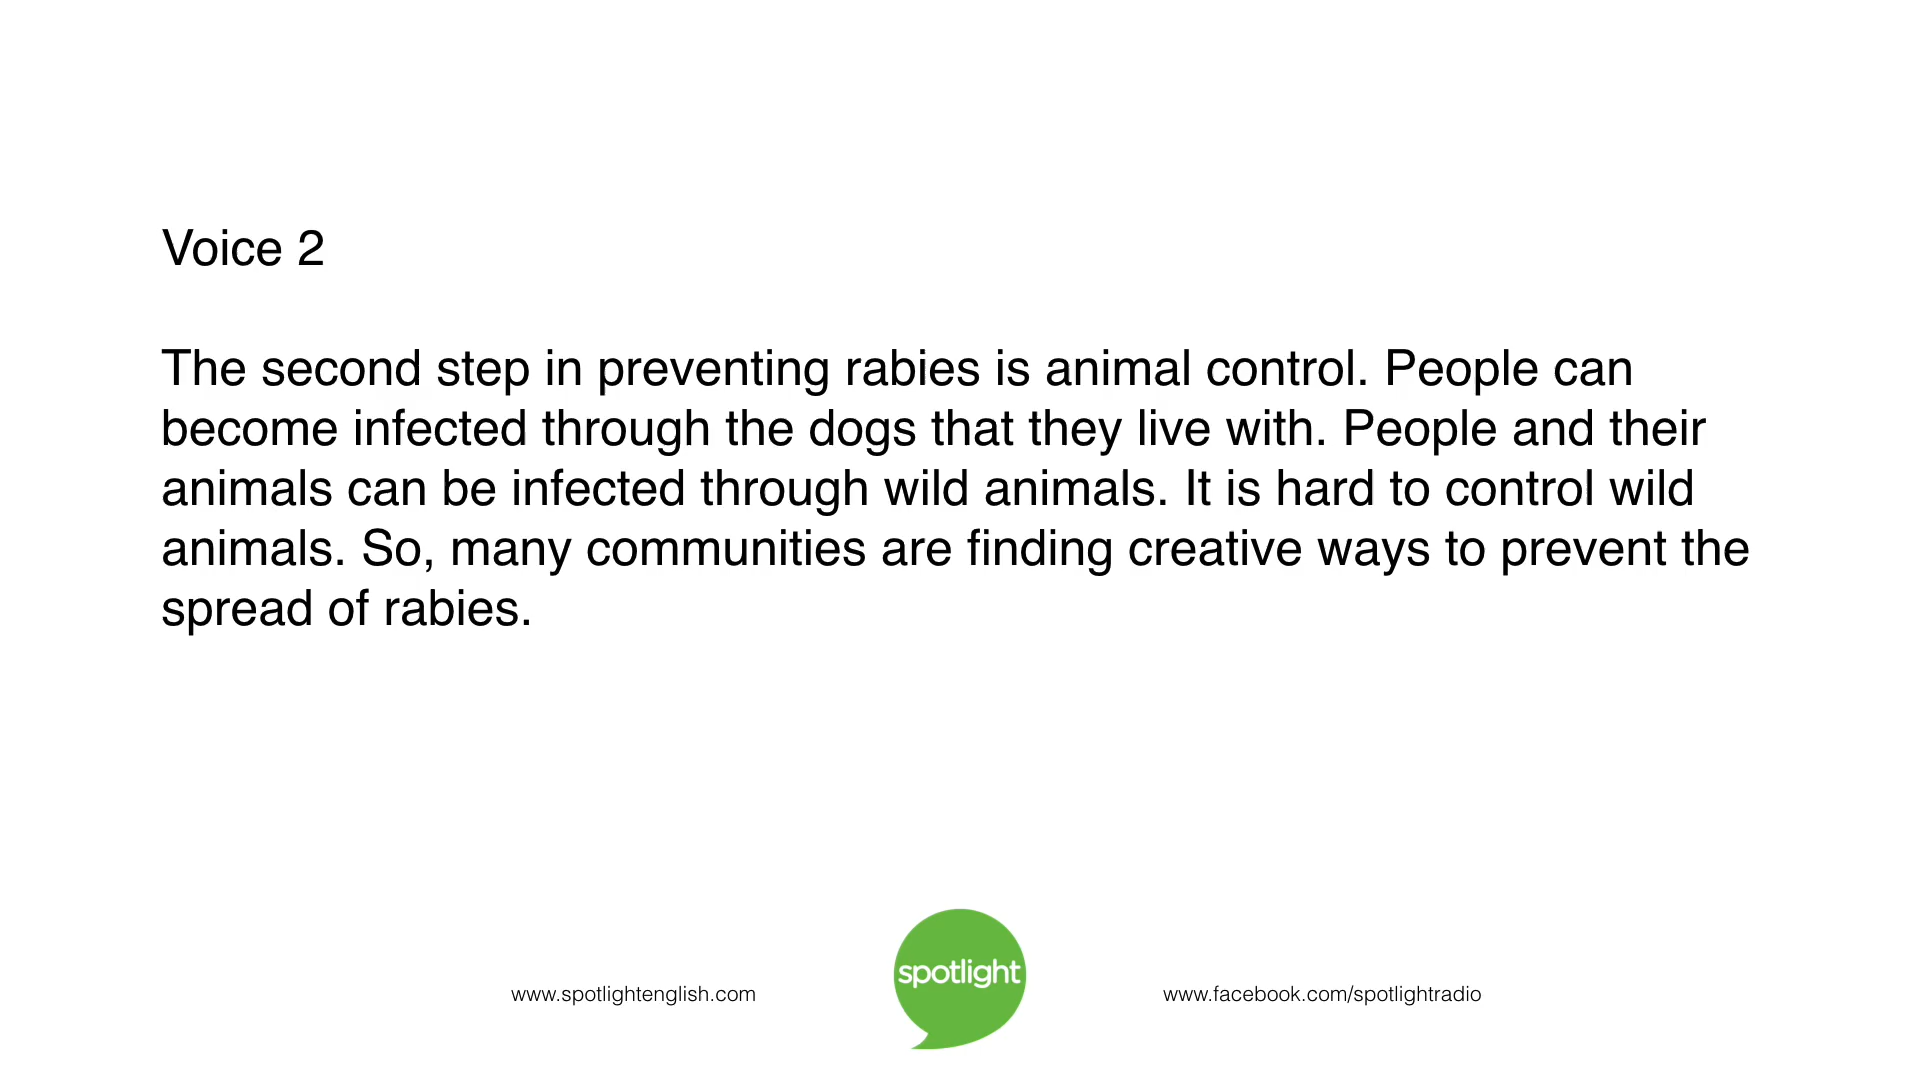 Voice 2
The second step in preventing rabies is animal control. People can
become infected through the dogs that they live with. People and their
animals can be infected through wild animals. It is hard to control wild
animals. So, many communities are finding creative ways to prevent the
spread of rabies.
spotlight
www.spotlightenglish.com
www.facebook.com/spotlightradio